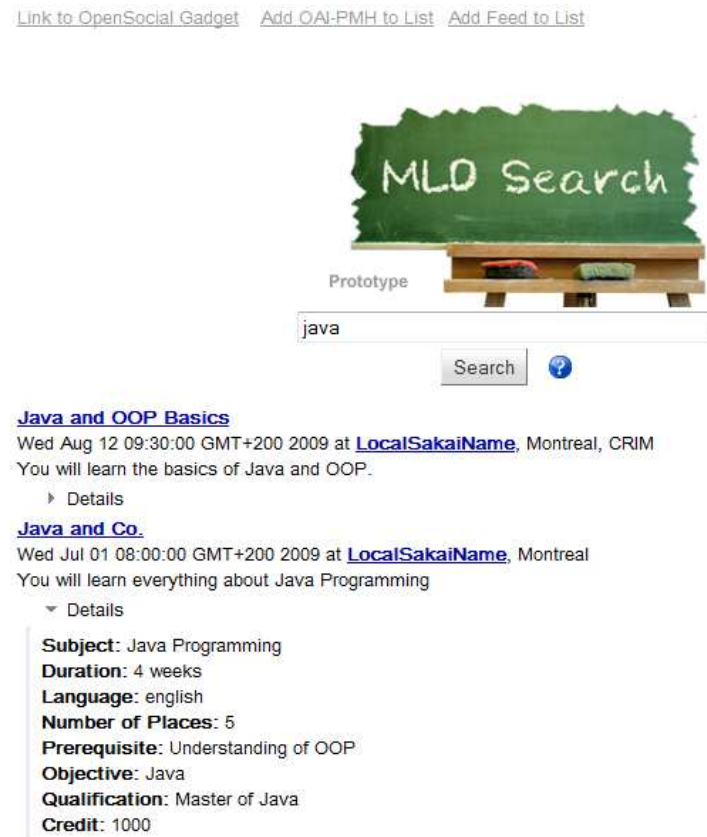 Link to OpenSocial Gadget Add OAI-PMH to List Add Feed to List
MLO Search
Prototype
java
Search ?
Java and OOP Basics
Wed Aug 12 09:30:00 GMT+200 2009 at LocalSakaiName, Montreal, CRIM
You will learn the basics of Java and OOP.
Details
Java and Co.
Wed Jul 01 08:00:00 GMT+200 2009 at LocalSakaiName, Montreal
You will learn everything about Java Programming
Details
Subject: Java Programming
Duration: 4 weeks
Language: english
Number of Places: 5
Prerequisite: Understanding of OOP
Objective: Java
Qualification: Master of Java
Credit: 1000